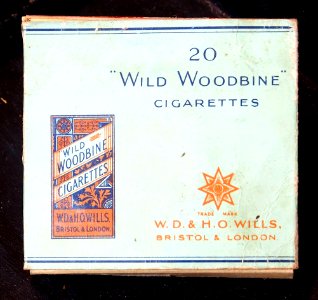 20
"WILD WOODBINE"
CIGARETTES
WILD
WOODBINE"
CIGARETTES
W.D.& H.O.WILLS,
BRISTOL & LONDON.
TRADE MARK
W. D. & H. O. WILLS,
BRISTOL & LONDON.